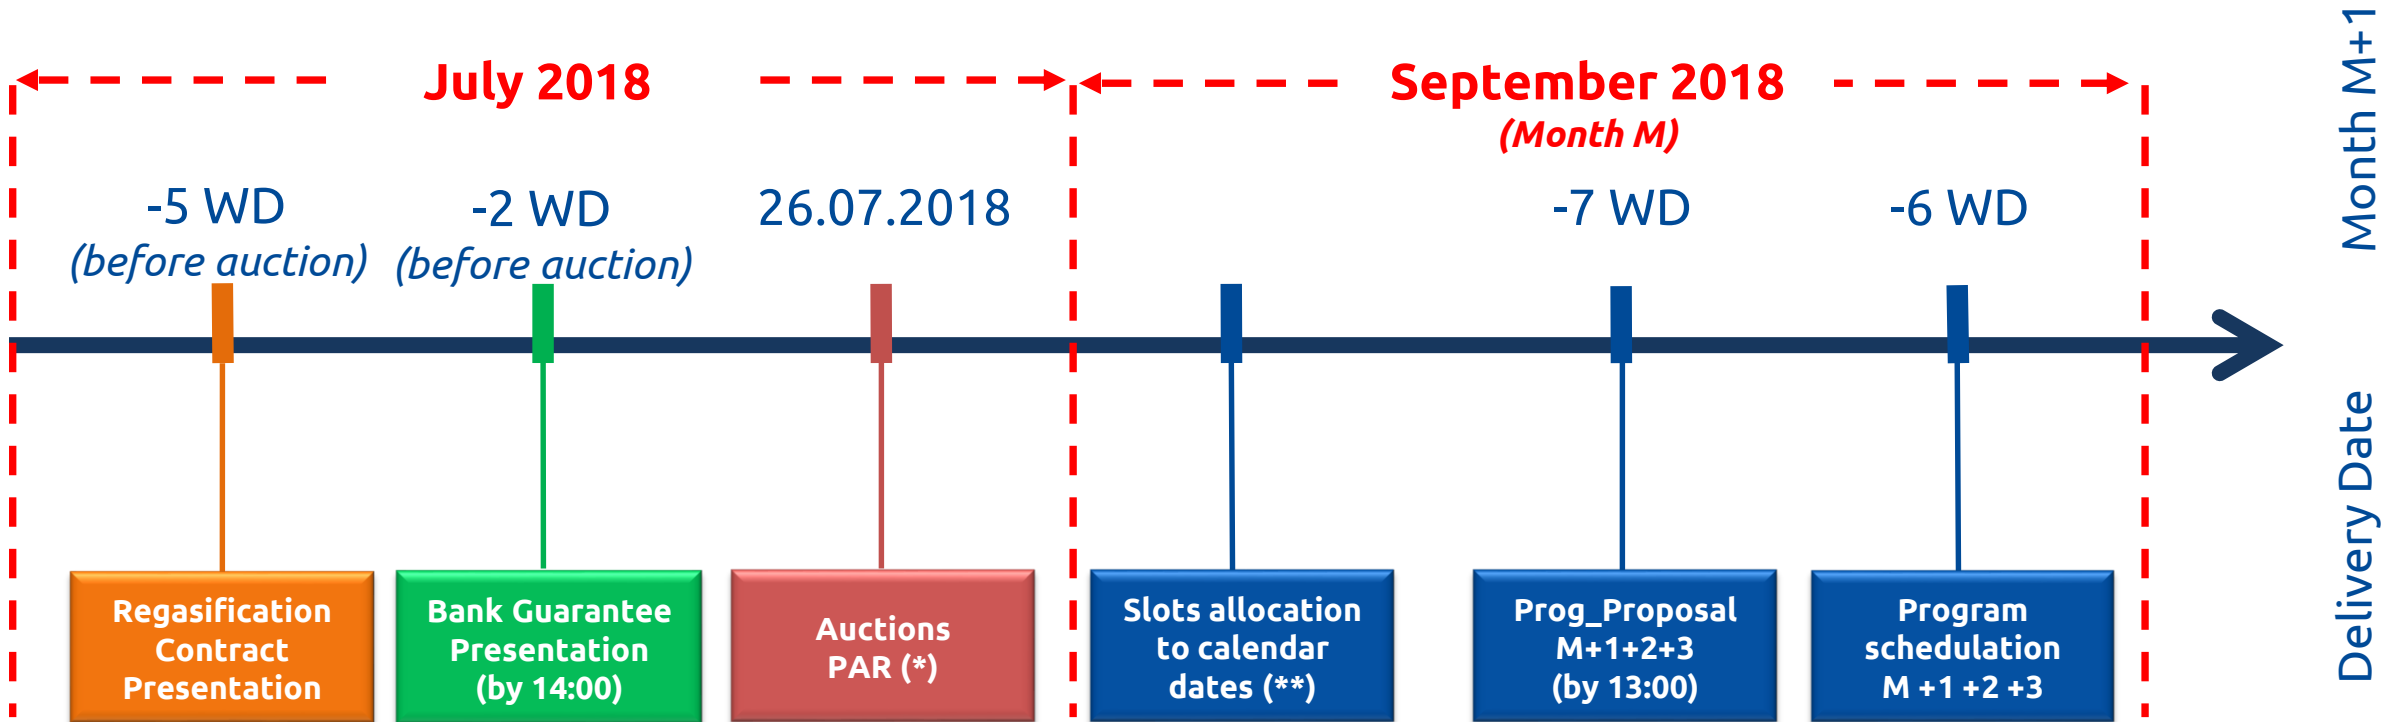 July 2018
September 2018
(Month M)
Month M+1
-5 WD
(before auction)
-2 WD
(before auction)
26.07.2018
-7 WD
-6 WD
Regasification
Contract
Presentation
Bank Guarantee
Presentation
(by 14:00)
Auctions
PAR (*)
Slots allocation
to calendar
dates (**)
Prog_Proposal
M+1+2+3
(by 13:00)
Program
schedulation
M +1 +2 +3
Delivery Date